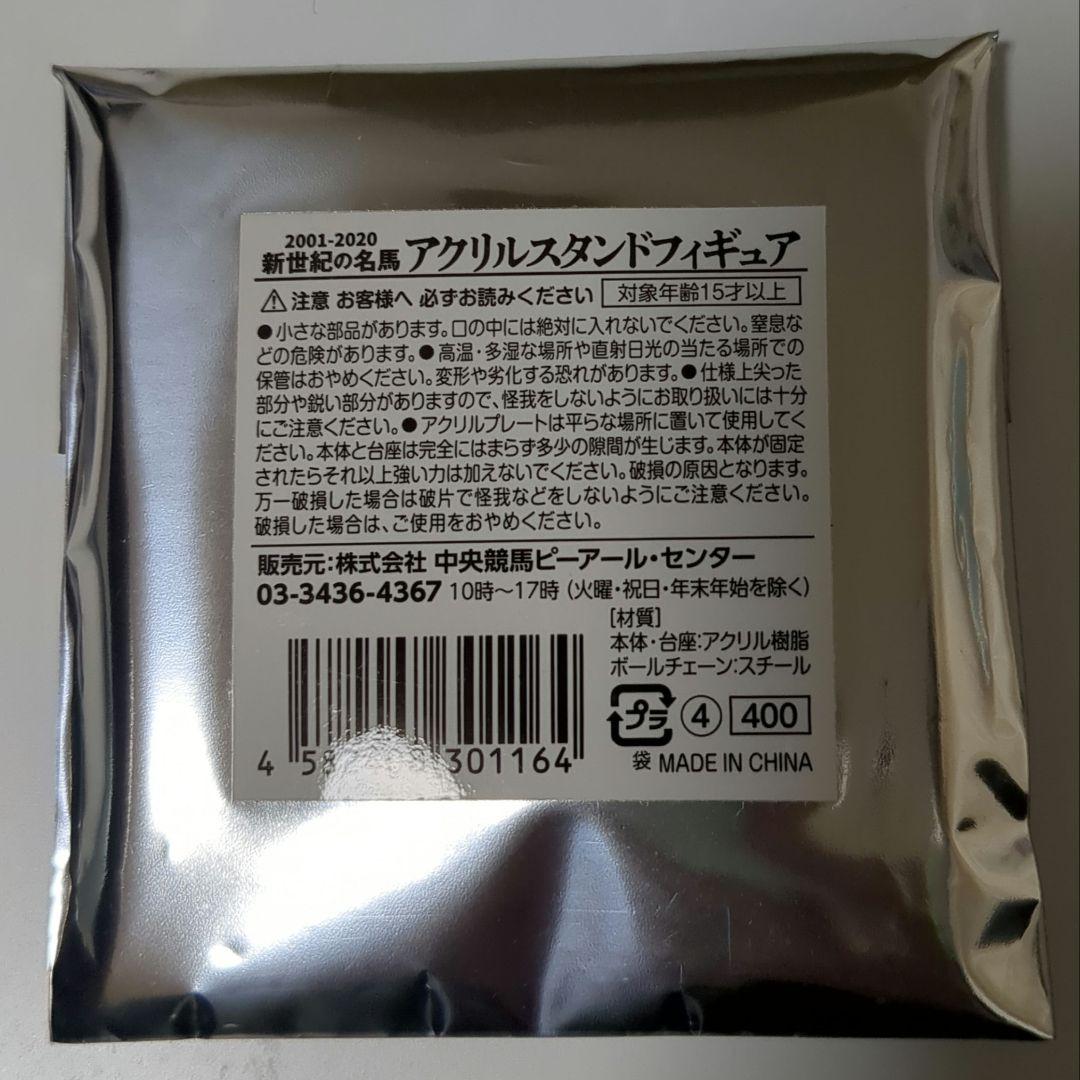 2001-2020
新世紀の名馬 アクリルスタンドフィギュア
⚠ 注意 お客様へ 必ずお読みください 対象年齢15才以上
●小さな部品があります。口の中には絶対に入れないでください。窒息な
どの危険があります。●高温・多湿な場所や直射日光の当たる場所での
保管はおやめください。変形や劣化する恐れがあります。●仕様上尖った
部分や鋭い部分がありますので、怪我をしないようにお取り扱いには十分
にご注意ください。●アクリルプレートは平らな場所に置いて使用してく
ださい。本体と台座は完全にはまらず多少の隙間が生じます。本体が固定
されたらそれ以上強い力は加えないでください。破損の原因となります。
万一破損した場合は破片で怪我などをしないようにご注意ください。
破損した場合は、ご使用をおやめください。
販売元:株式会社 中央競馬ピーアール・センター
03-3436-4367 10時～17時(火曜・祝日・年末年始を除く)
[材質]
本体・台座:アクリル樹脂
ボールチェーン:スチール
プラ ④ 400
袋 MADE IN CHINA
4 301164